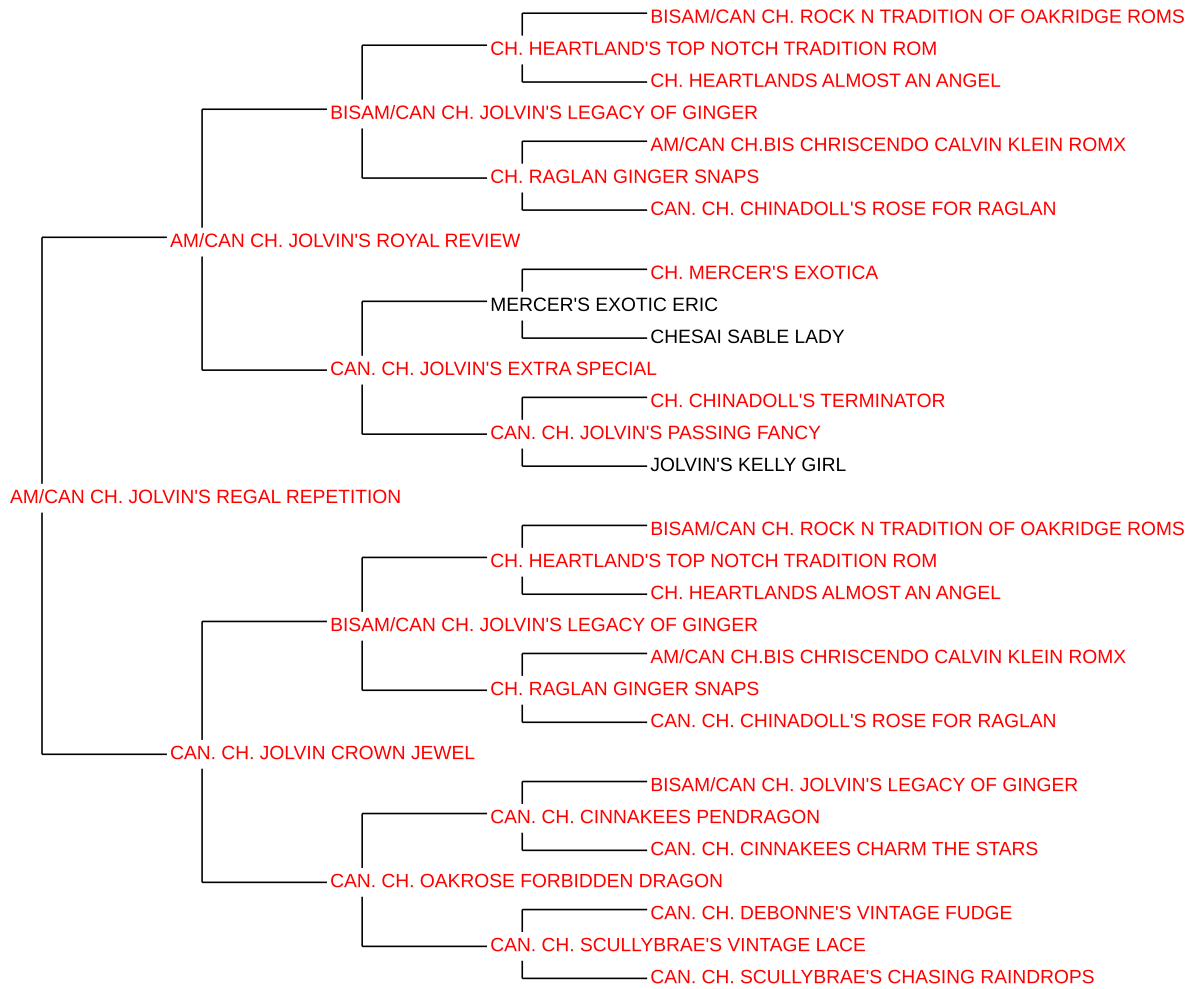 BISAM/CAN CH. ROCK N TRADITION OF OAKRIDGE ROMS
CH. HEARTLAND'S TOP NOTCH TRADITION ROM
CH. HEARTLANDS ALMOST AN ANGEL
BISAM/CAN CH. JOLVIN'S LEGACY OF GINGER
AM/CAN CH.BIS CHRISCENDO CALVIN KLEIN ROMX
CH. RAGLAN GINGER SNAPS
CAN. CH. CHINADOLL'S ROSE FOR RAGLAN
AM/CAN CH. JOLVIN'S ROYAL REVIEW
CH. MERCER'S EXOTICA
MERCER'S EXOTIC ERIC
CHESAI SABLE LADY
CAN. CH. JOLVIN'S EXTRA SPECIAL
CH. CHINADOLL'S TERMINATOR
CAN. CH. JOLVIN'S PASSING FANCY
JOLVIN'S KELLY GIRL
AM/CAN CH. JOLVIN'S REGAL REPETITION
BISAM/CAN CH. ROCK N TRADITION OF OAKRIDGE ROMS
CH. HEARTLAND'S TOP NOTCH TRADITION ROM
CH. HEARTLANDS ALMOST AN ANGEL
BISAM/CAN CH. JOLVIN'S LEGACY OF GINGER
AM/CAN CH.BIS CHRISCENDO CALVIN KLEIN ROMX
CH. RAGLAN GINGER SNAPS
CAN. CH. CHINADOLL'S ROSE FOR RAGLAN
CAN. CH. JOLVIN CROWN JEWEL
BISAM/CAN CH. JOLVIN'S LEGACY OF GINGER
CAN. CH. CINNAKEES PENDRAGON
CAN. CH. CINNAKEES CHARM THE STARS
CAN. CH. OAKROSE FORBIDDEN DRAGON
CAN. CH. DEBONNE'S VINTAGE FUDGE
CAN. CH. SCULLYBRAE'S VINTAGE LACE
CAN. CH. SCULLYBRAE'S CHASING RAINDROPS